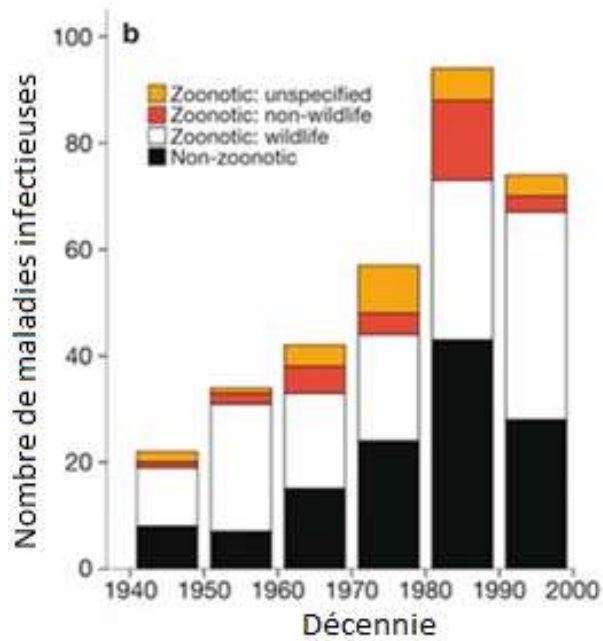 b
Zoonotic: unspecified
Zoonotic: non-wildlife
Zoonotic: wildlife
Non-zoonotic
Nombre de maladies infectieuses
100
80
60
40
20
0
1940 1950 1960 1970 1980 1990 2000
Décennie